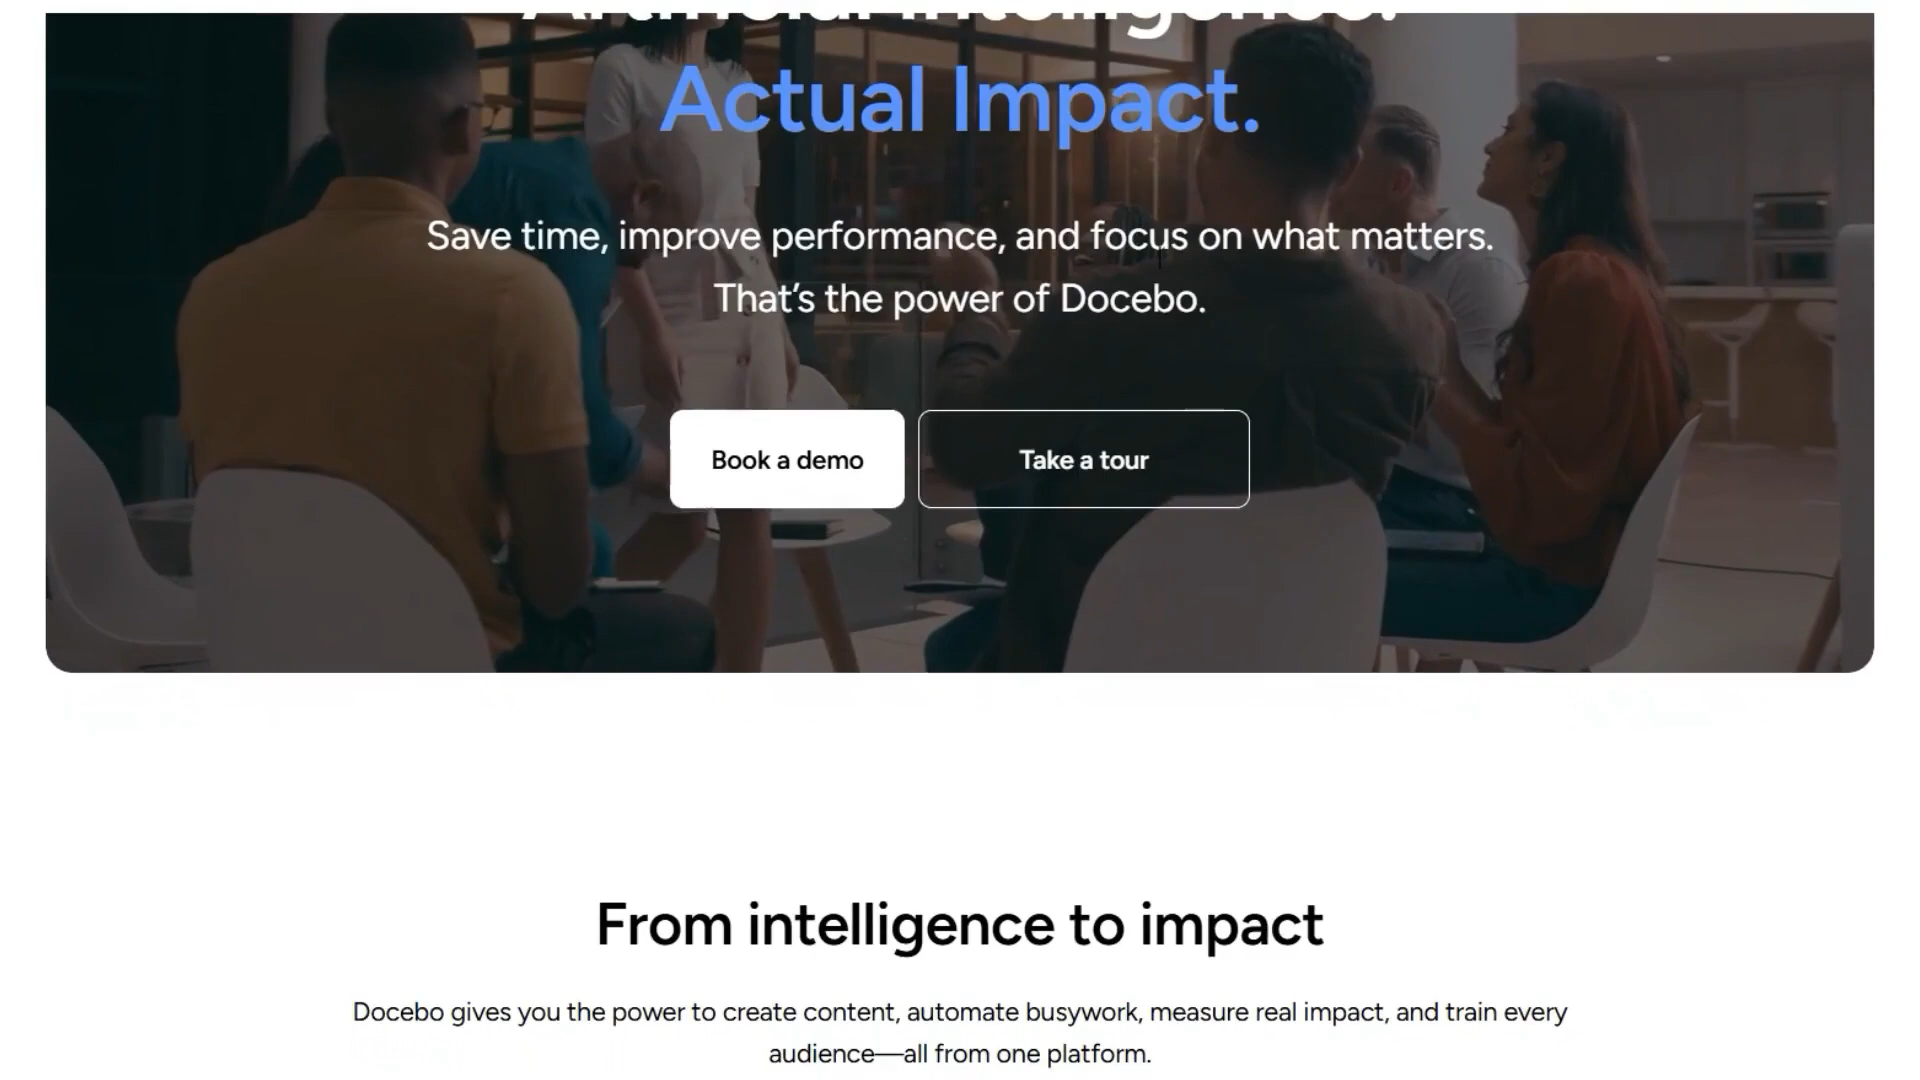 Artificial Intelligence.
Actual Impact.
Save time, improve performance, and focus on what matters.
That’s the power of Docebo.
Book a demo
Take a tour
From intelligence to impact
Docebo gives you the power to create content, automate busywork, measure real impact, and train every
audience—all from one platform.